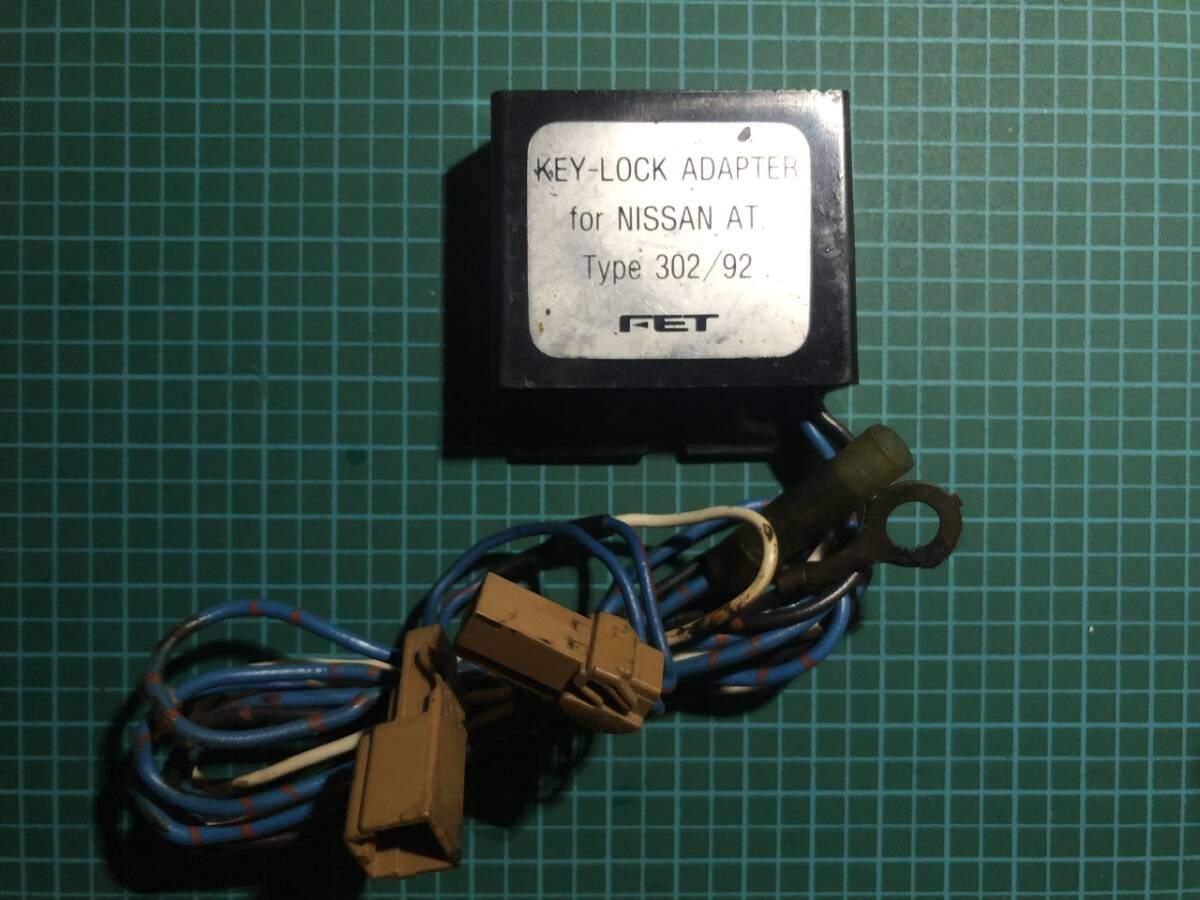 KEY-LOCK ADAPTER
for NISSAN AT.
Type 302/92
FET